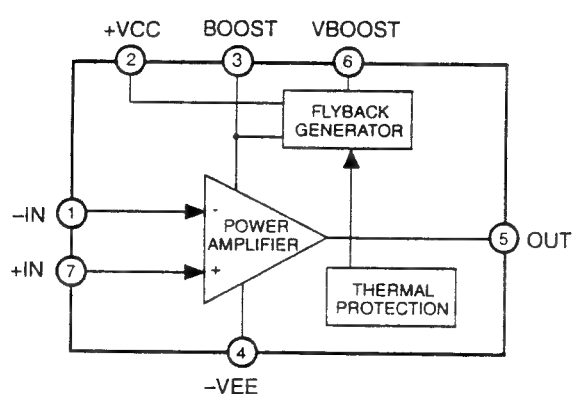 +VCC BOOST VBOOST
2 3 6
FLYBACK
GENERATOR
–IN 1 -
POWER
AMPLIFIER
5 OUT
+IN 7 +
THERMAL
PROTECTION
4
–VEE